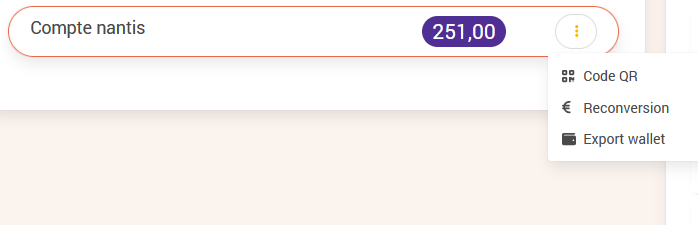 Compte nantis
251,00
Code QR
Reconversion
Export wallet